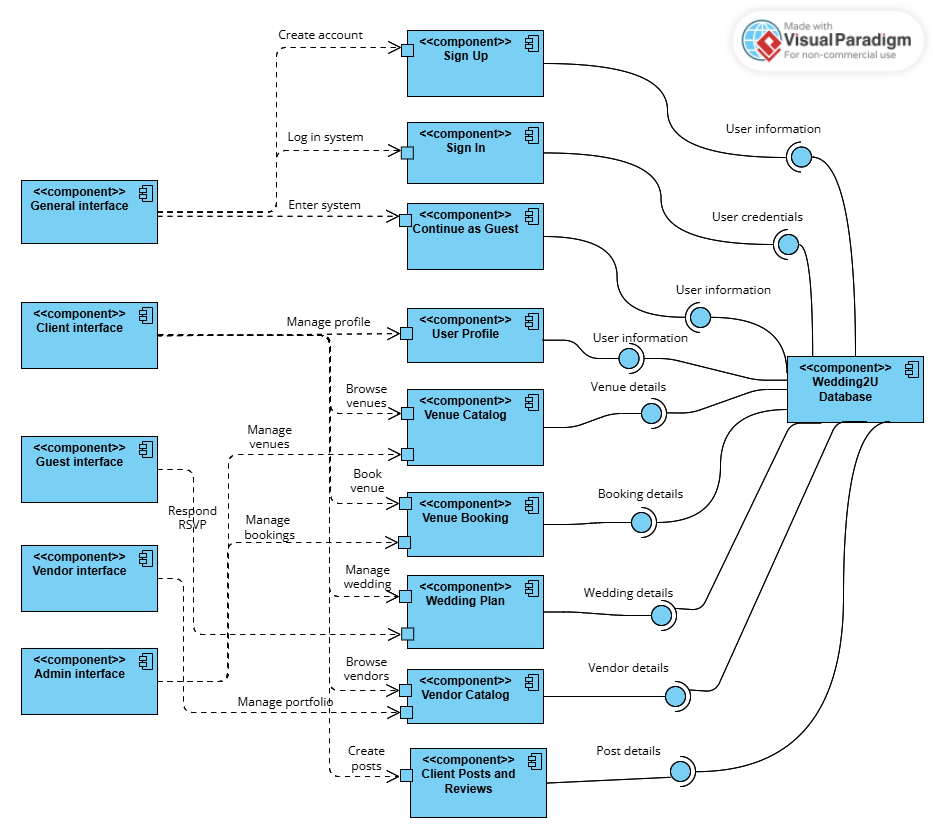 Made with
Visual Paradigm
For non-commercial use
Create account
<<component>>
Sign Up
User information
Log in system
<<component>>
Sign In
<<component>>
General interface
Enter system
<<component>>
Continue as Guest
User credentials
User information
<<component>>
Client interface
Manage profile
<<component>>
User Profile
User information
<<component>>
Wedding2U
Database
Browse
venues
<<component>>
Venue Catalog
Venue details
Manage
venues
<<component>>
Guest interface
Book
venue
<<component>>
Venue Booking
Booking details
Respond
RSVP
Manage
bookings
<<component>>
Vendor interface
Manage
wedding
<<component>>
Wedding Plan
Wedding details
<<component>>
Admin interface
Browse
vendors
<<component>>
Vendor Catalog
Vendor details
Manage portfolio
Create
posts
<<component>>
Client Posts and
Reviews
Post details